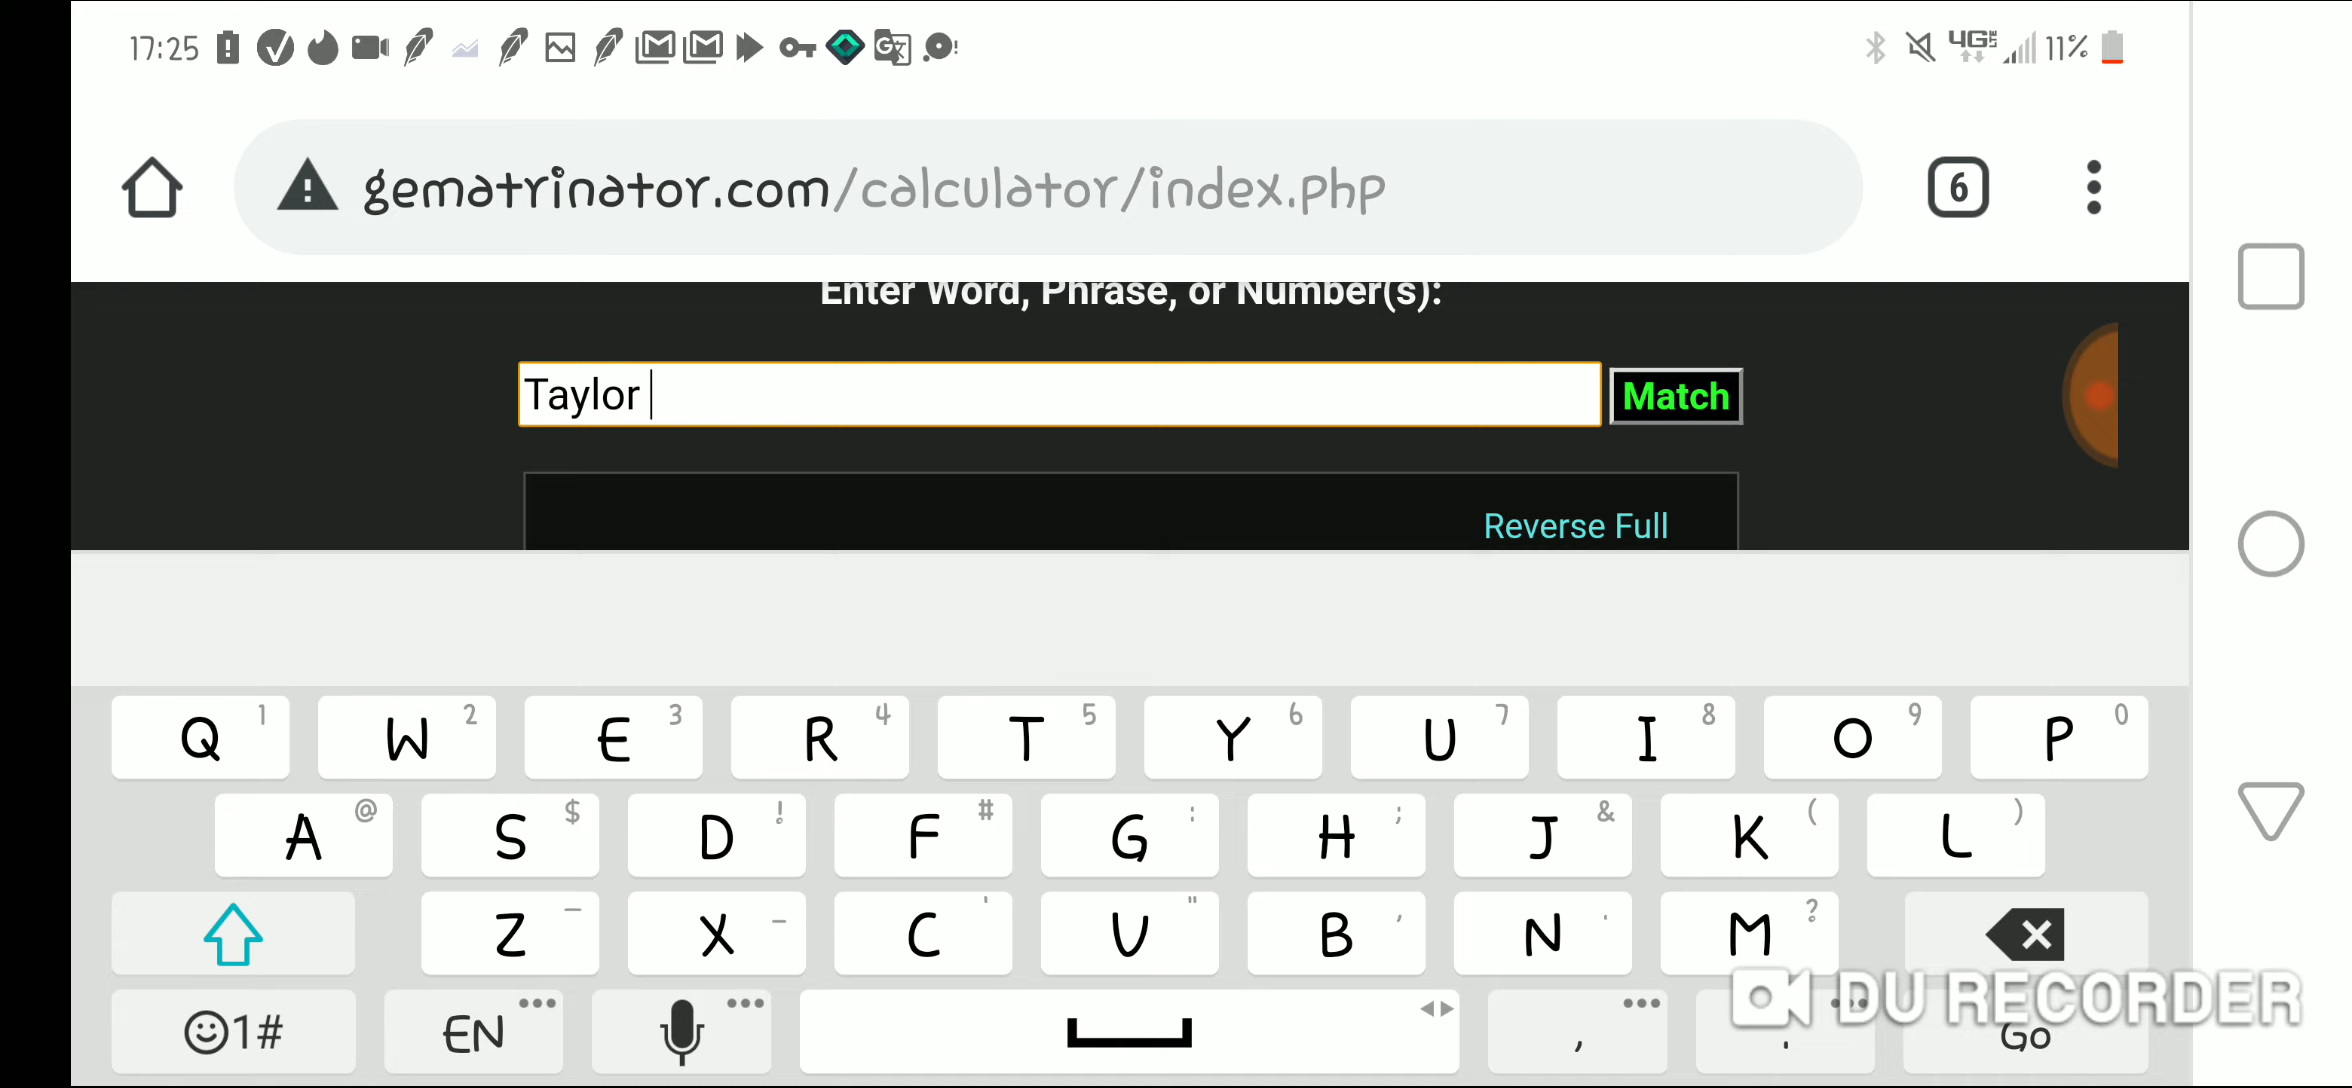 17:25 4G LTE 11%
gematrinator.com/calculator/index.php 6
Enter Word, Phrase, or Number(s):
Taylor Match
Reverse Full
Q 1 W 2 E 3 R 4 T 5 Y 6 U 7 I 8 O 9 P 0
A @ S $ D ! F # G : H ; J & K ( L )
Z _ X - C ' V " B , N . M ?
DU RECORDER
1# EN , . Go